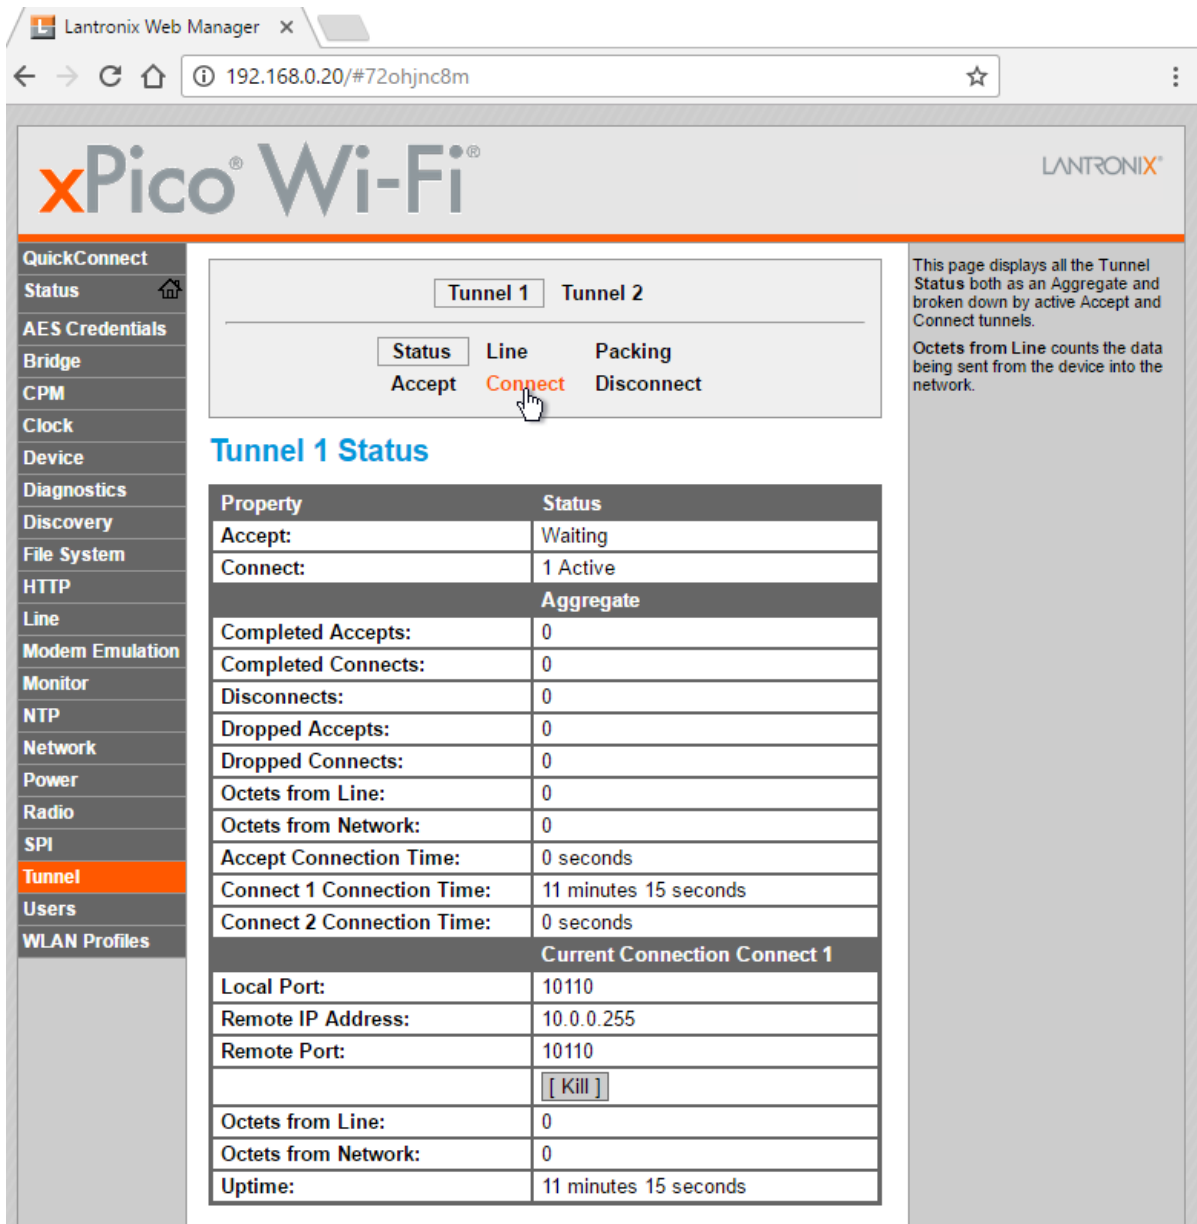 Lantronix Web Manager
192.168.0.20/#72ohjnc8m
xPico® Wi-Fi®
LANTRONIX®
QuickConnect
Status
AES Credentials
Bridge
CPM
Clock
Device
Diagnostics
Discovery
File System
HTTP
Line
Modem Emulation
Monitor
NTP
Network
Power
Radio
SPI
Tunnel
Users
WLAN Profiles
Tunnel 1 Tunnel 2
Status Line Packing
Accept Connect Disconnect
Tunnel 1 Status
Property Status
Accept: Waiting
Connect: 1 Active
Aggregate
Completed Accepts: 0
Completed Connects: 0
Disconnects: 0
Dropped Accepts: 0
Dropped Connects: 0
Octets from Line: 0
Octets from Network: 0
Accept Connection Time: 0 seconds
Connect 1 Connection Time: 11 minutes 15 seconds
Connect 2 Connection Time: 0 seconds
Current Connection Connect 1
Local Port: 10110
Remote IP Address: 10.0.0.255
Remote Port: 10110
[ Kill ]
Octets from Line: 0
Octets from Network: 0
Uptime: 11 minutes 15 seconds
This page displays all the Tunnel
Status both as an Aggregate and
broken down by active Accept and
Connect tunnels.
Octets from Line counts the data
being sent from the device into the
network.